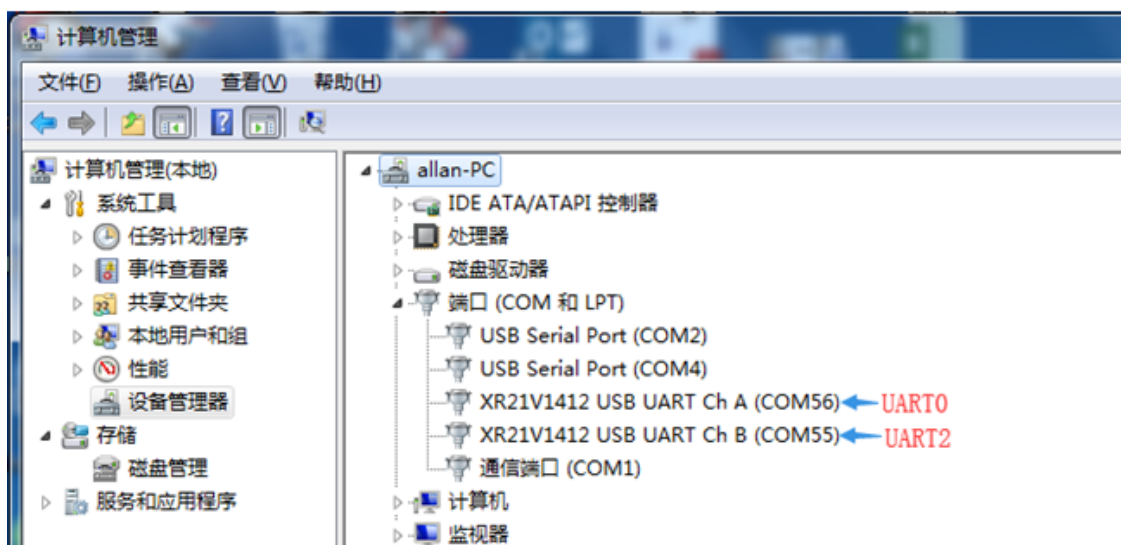 计算机管理
文件(F) 操作(A) 查看(V) 帮助(H)
计算机管理(本地)
系统工具
任务计划程序
事件查看器
共享文件夹
本地用户和组
性能
设备管理器
存储
磁盘管理
服务和应用程序
allan-PC
IDE ATA/ATAPI 控制器
处理器
磁盘驱动器
端口 (COM 和 LPT)
USB Serial Port (COM2)
USB Serial Port (COM4)
XR21V1412 USB UART Ch A (COM56) UART0
XR21V1412 USB UART Ch B (COM55) UART2
通信端口 (COM1)
计算机
监视器